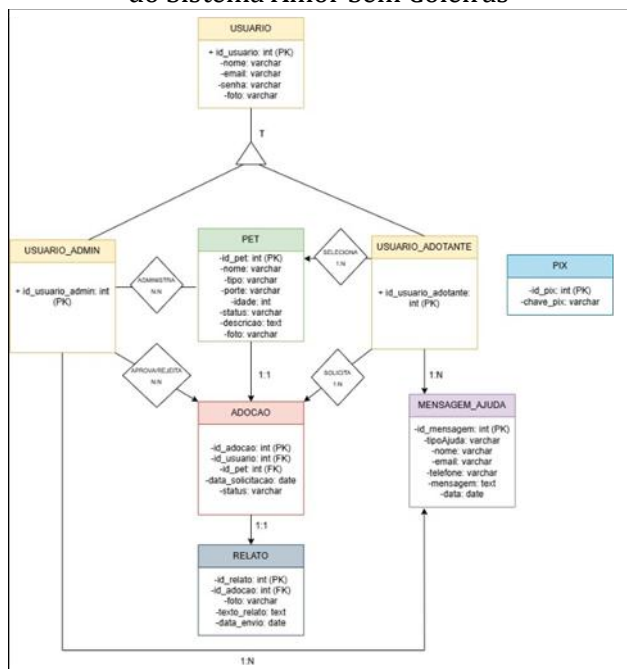 do Sistema Amor Sem Coleiras
USUARIO
+ id_usuario: int (PK)
-nome: varchar
-email: varchar
-senha: varchar
-foto: varchar
T
USUARIO_ADMIN
+ id_usuario_admin: int
(PK)
ADMINISTRA
N:N
PET
-id_pet: int (PK)
-nome: varchar
-tipo: varchar
-porte: varchar
-idade: int
-status: varchar
-descricao: text
-foto: varchar
SELECIONA
1:N
USUARIO_ADOTANTE
+ id_usuario_adotante:
int (PK)
PIX
-id_pix: int (PK)
-chave_pix: varchar
APROVA/REJEITA
N:N
1:1
SOLICITA
1:N
1:N
ADOCAO
-id_adocao: int (PK)
-id_usuario: int (FK)
-id_pet: int (FK)
-data_solicitacao: date
-status: varchar
MENSAGEM_AJUDA
-id_mensagem: int (PK)
-tipoAjuda: varchar
-nome: varchar
-email: varchar
-telefone: varchar
-mensagem: text
-data: date
1:1
RELATO
-id_relato: int (PK)
-id_adocao: int (FK)
-foto: varchar
-texto_relato: text
-data_envio: date
1:N